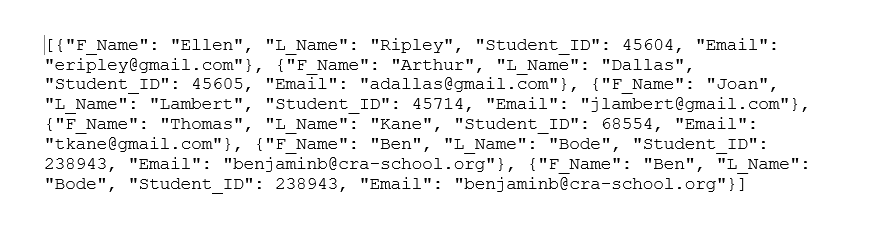 [{"F_Name": "Ellen", "L_Name": "Ripley", "Student_ID": 45604, "Email":
"eripley@gmail.com"}, {"F_Name": "Arthur", "L_Name": "Dallas",
"Student_ID": 45605, "Email": "adallas@gmail.com"}, {"F_Name": "Joan",
"L_Name": "Lambert", "Student_ID": 45714, "Email": "jlambert@gmail.com"},
{"F_Name": "Thomas", "L_Name": "Kane", "Student_ID": 68554, "Email":
"tkane@gmail.com"}, {"F_Name": "Ben", "L_Name": "Bode", "Student_ID":
238943, "Email": "benjaminb@cra-school.org"}, {"F_Name": "Ben", "L_Name":
"Bode", "Student_ID": 238943, "Email": "benjaminb@cra-school.org"}]